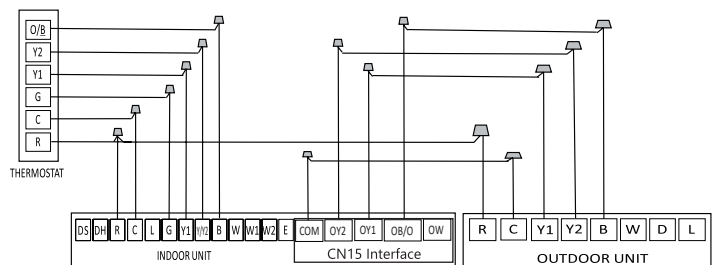 O/B
Y2
Y1
G
C
R
THERMOSTAT
DS DH R C L G Y1 Y/Y2 B W W1 W2 E COM OY2 OY1 OB/O OW
INDOOR UNIT
CN15 Interface
R C Y1 Y2 B W D L
OUTDOOR UNIT